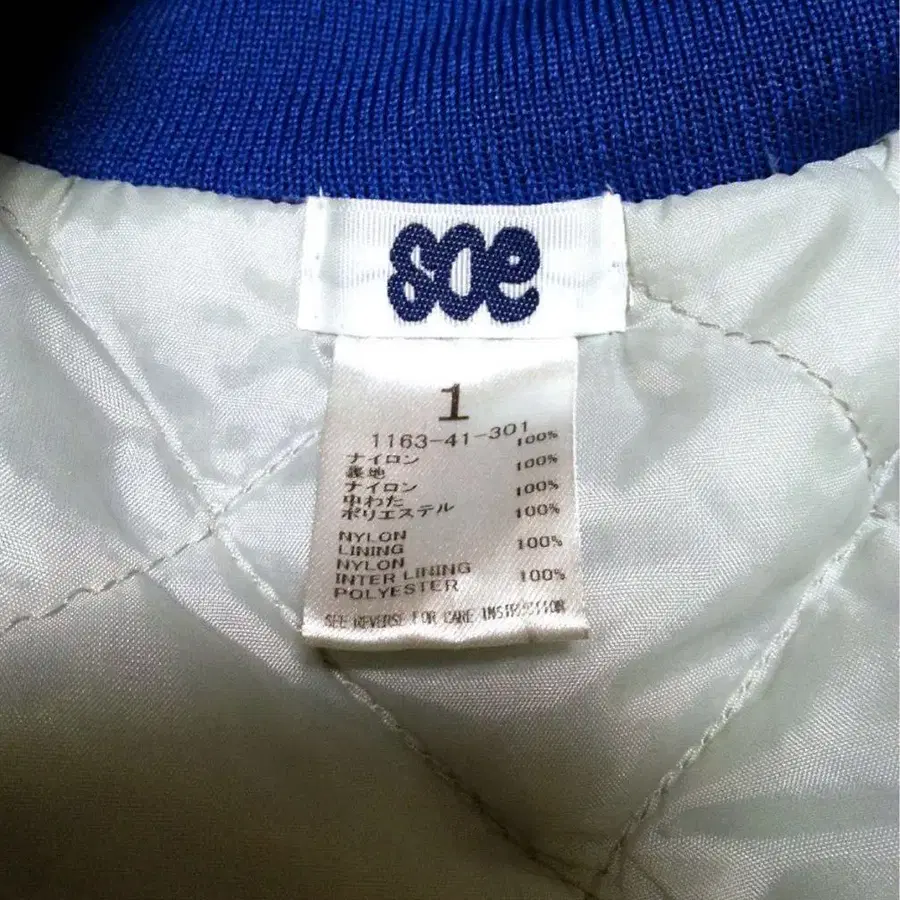 soe
1
1163-41-301
100%
ナイロン 100%
裏地
ナイロン 100%
中わた
ポリエステル 100%
NYLON
LINING 100%
NYLON
INTER LINING
POLYESTER 100%
SEE REVERSE FOR CARE INSTRUCTION